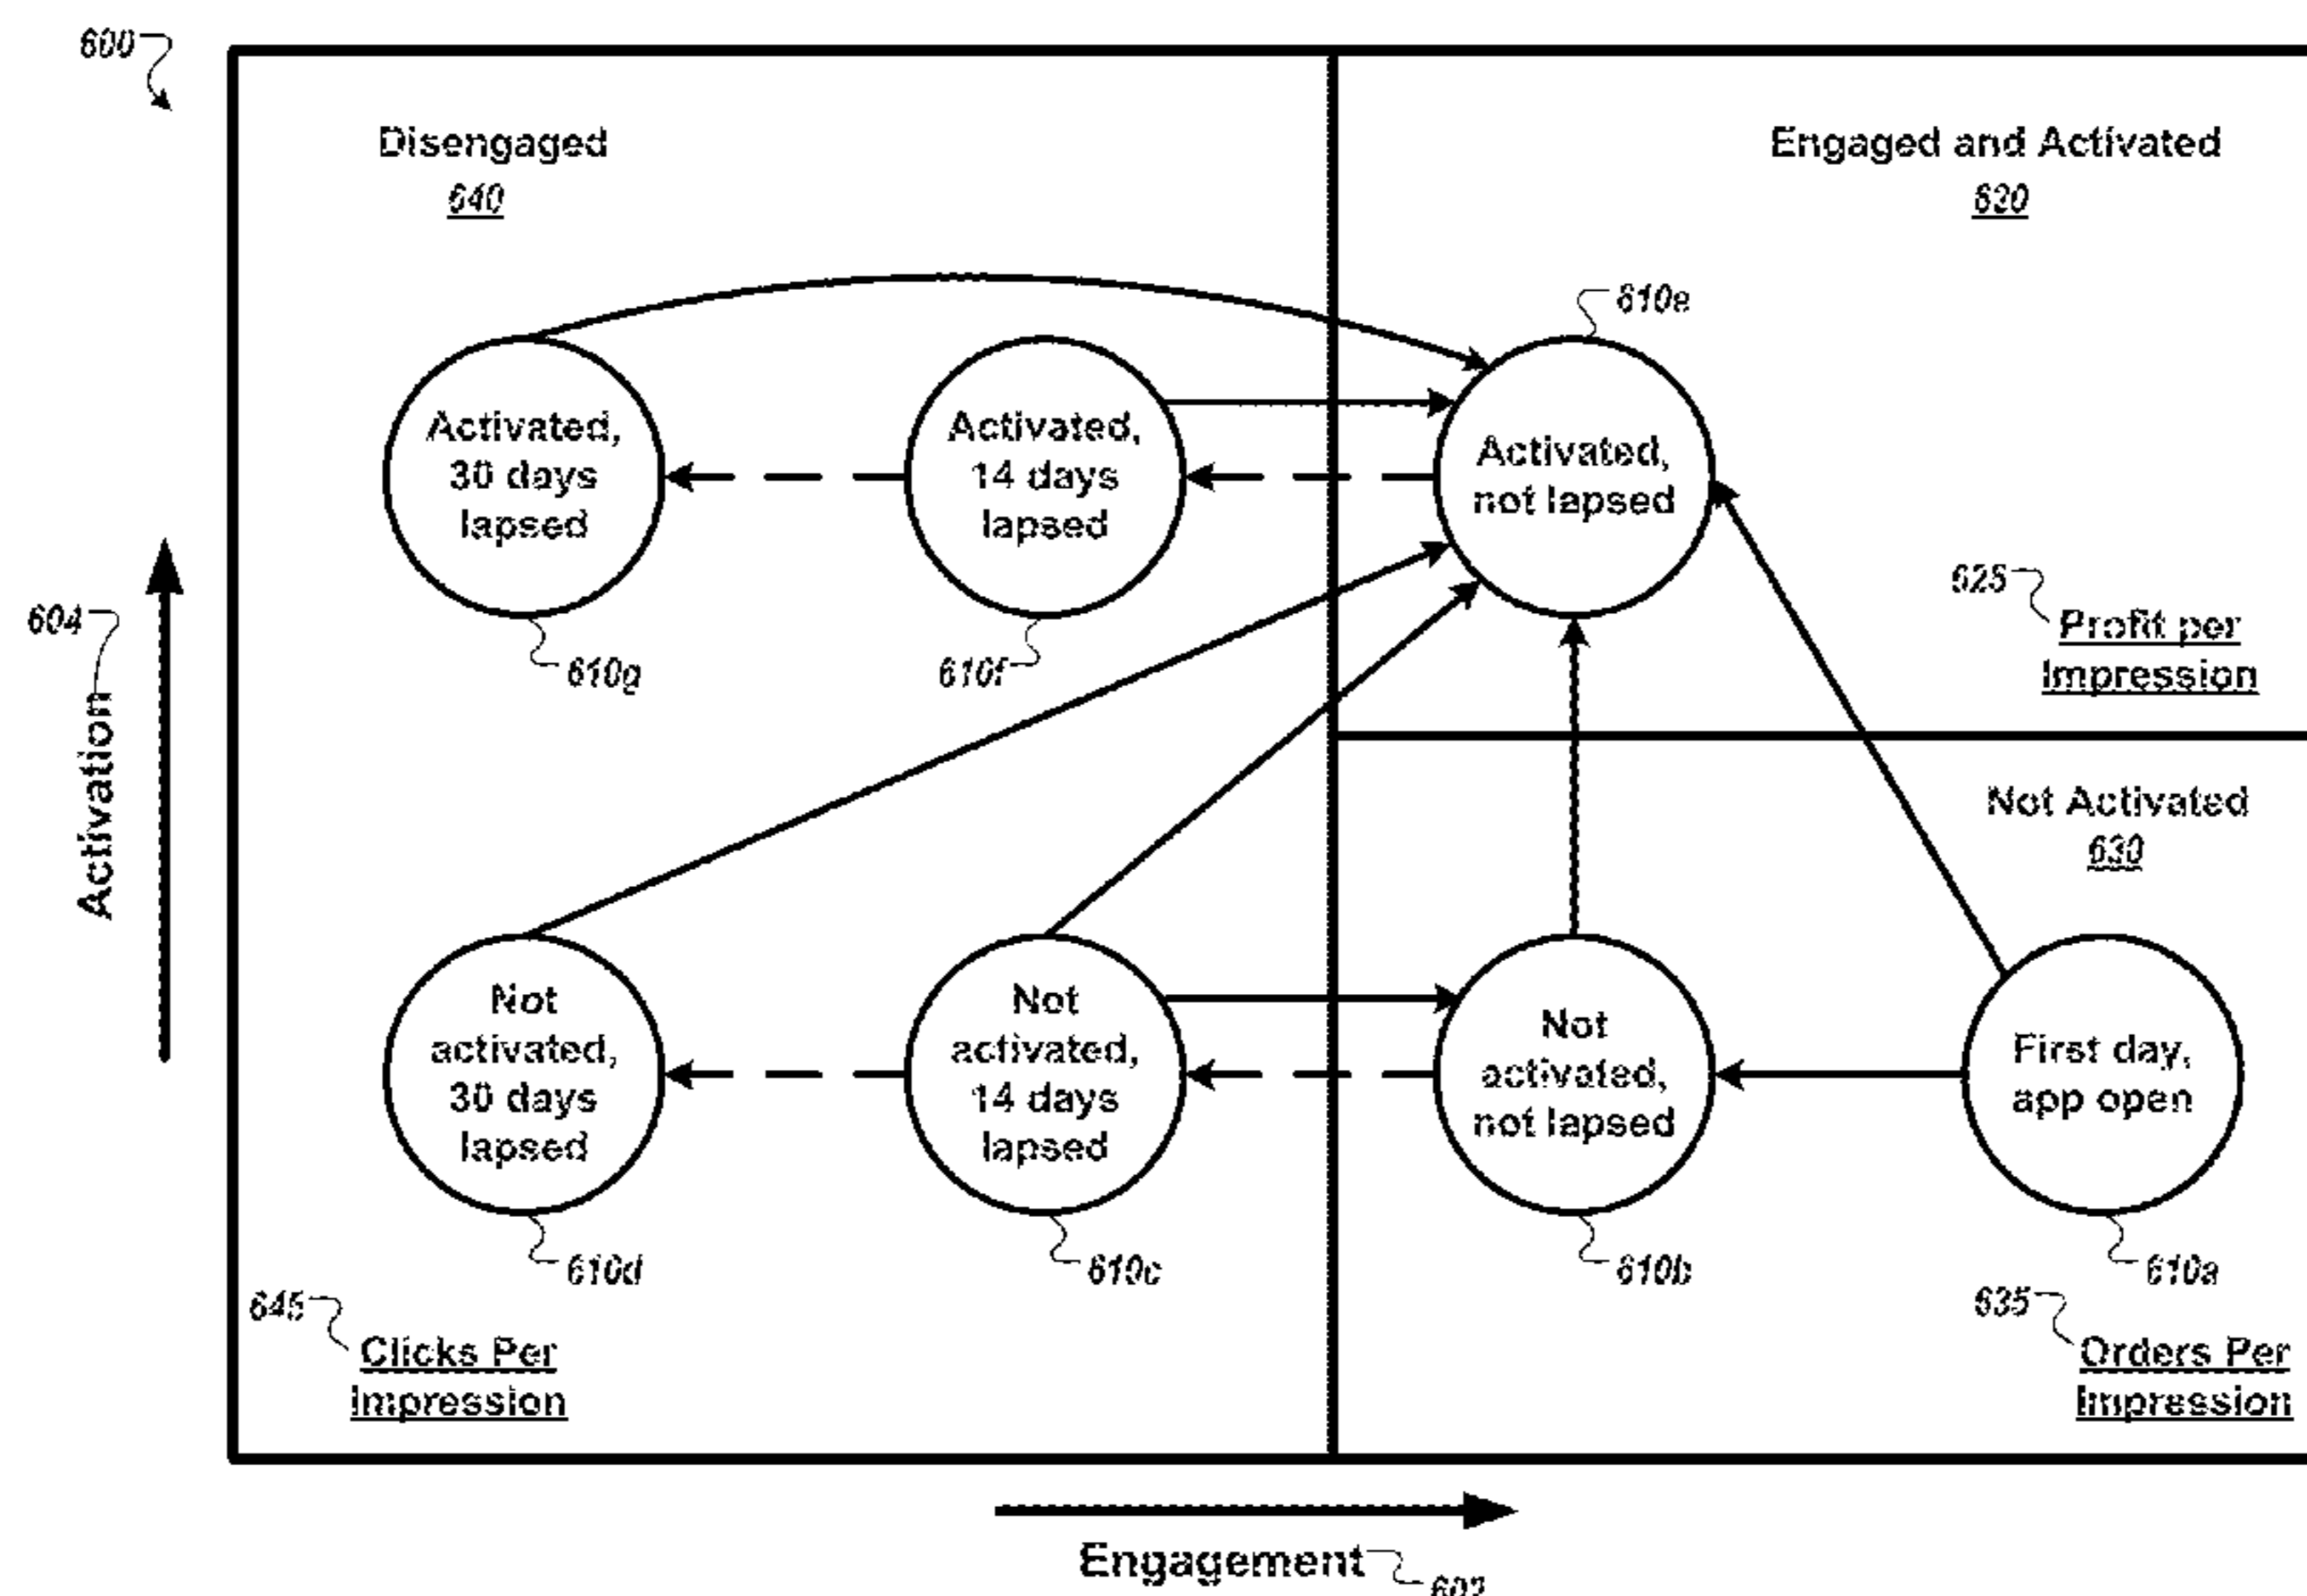 600
Disengaged
640
Engaged and Activated
620
610e
Activated,
30 days
lapsed
Activated,
14 days
lapsed
Activated,
not lapsed
610g
610f
625
Profit per
Impression
604
Activation
Not Activated
630
Not
activated,
30 days
lapsed
Not
activated,
14 days
lapsed
Not
activated,
not lapsed
First day,
app open
610d
610c
610b
610a
645
Clicks Per
Impression
635
Orders Per
Impression
Engagement
602